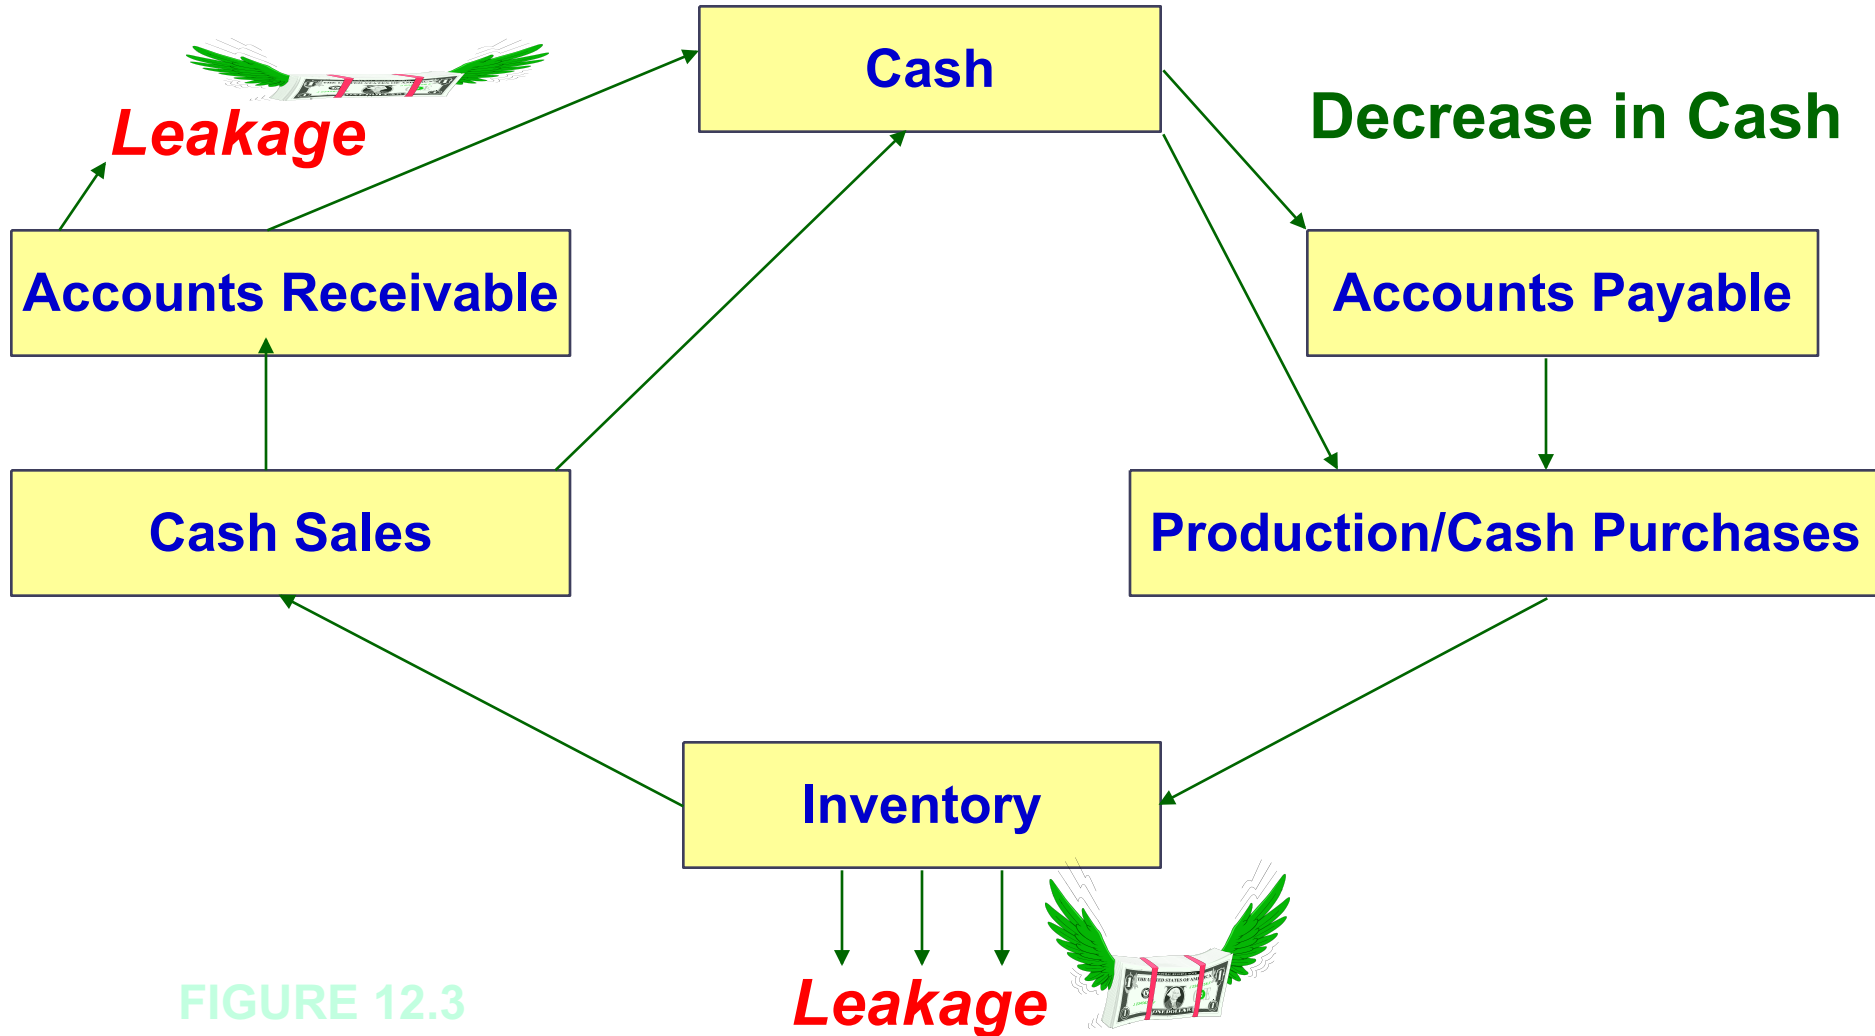 Cash
Decrease in Cash
Leakage
Accounts Receivable
Accounts Payable
Cash Sales
Production/Cash Purchases
Inventory
Leakage
FIGURE 12.3